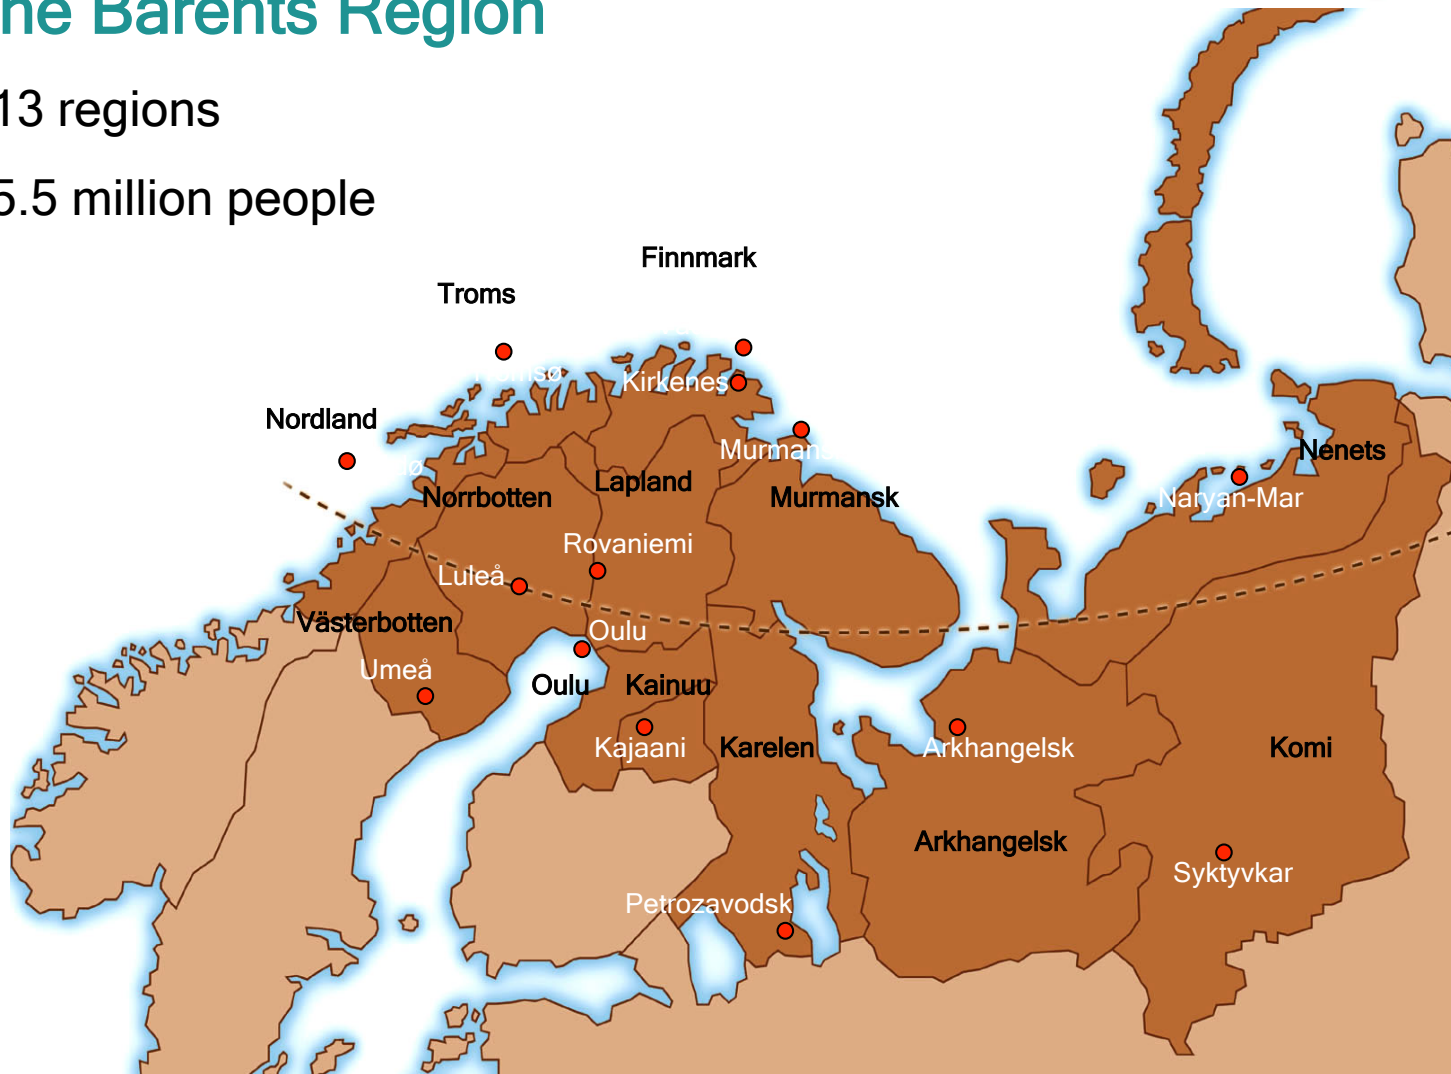 he Barents Region
13 regions
5.5 million people
Finnmark
Troms
Kirkenes
Nordland
Murmans
Nenets
Lapland
Norrbotten
Murmansk
Naryan-Mar
Rovaniemi
Luleå
Västerbotten
Oulu
Umeå
Oulu
Kainuu
Kajaani
Karelen
Arkhangelsk
Komi
Arkhangelsk
Syktyvkar
Petrozavodsk